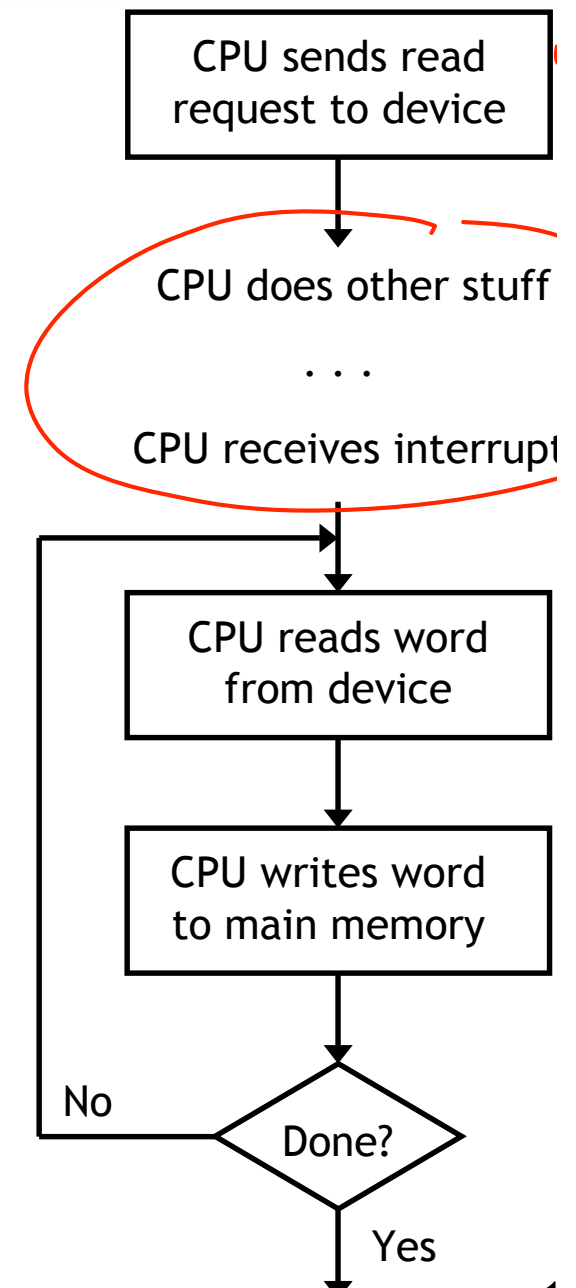 CPU sends read
request to device
CPU does other stuff
. . .
CPU receives interrupt
CPU reads word
from device
CPU writes word
to main memory
No
Done?
Yes